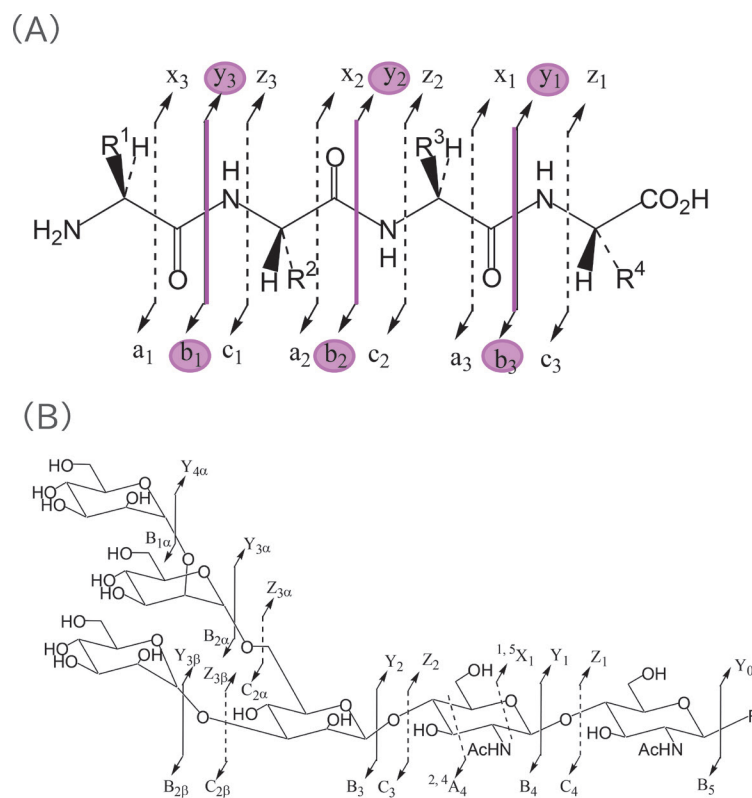 (A)
x3 y3 z3 x2 y2 z2 x1 y1 z1
R¹ H O R³ H
H N H N CO2H
H2N O H R² N H O H R⁴
a1 b1 c1 a2 b2 c2 a3 b3 c3
(B)
HO
HO HO OH O Y4α
B1α
HO O Y3α
HO HO O
HO B2α Z3α
HO HO OH O Y3β Z3β C2α O
HO OH O Y2 Z2 OH 1,5X1 Y1 Z1 HO Y0
O HO OH O O HO AcHN O O HO AcHN O
B2β C2β B3 C3 2,4A4 B4 C4 B5